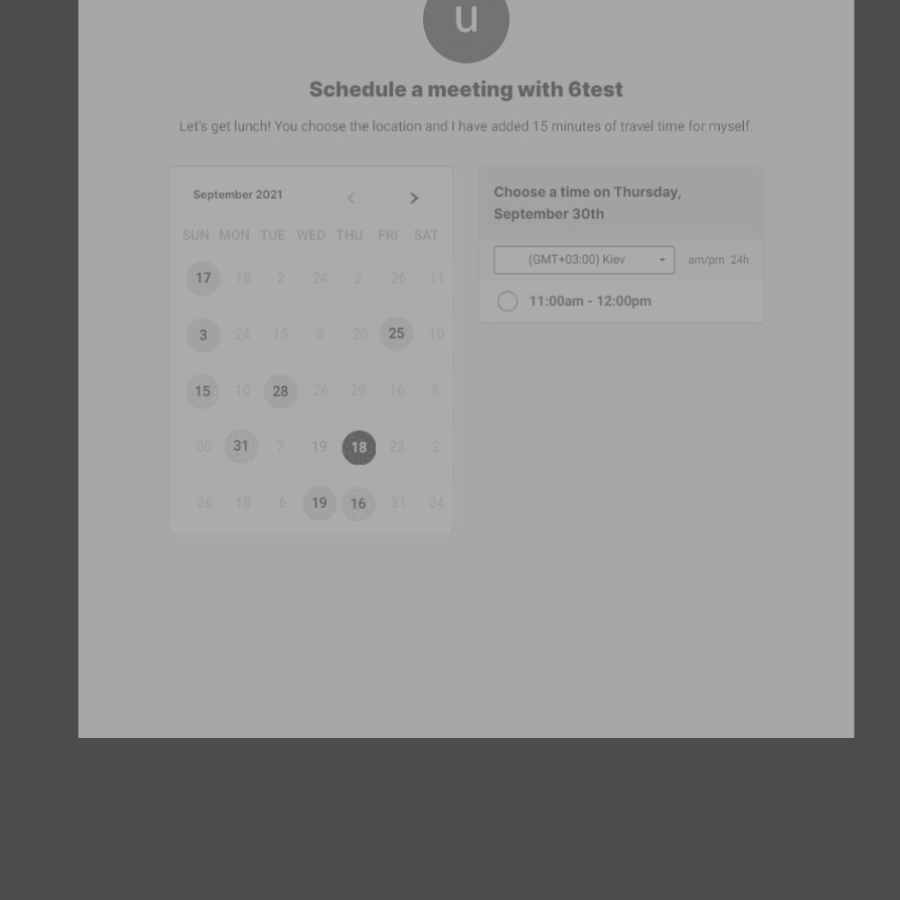 u
Schedule a meeting with 6test
Let's get lunch! You choose the location and I have added 15 minutes of travel time for myself.
September 2021
SUN MON TUE WED THU FRI SAT
17 18 2 24 2 26 11
3 24 15 3 20 25 10
15 10 28 26 29 16 8
30 31 7 19 18 23 2
26 18 6 19 16 31 24
Choose a time on Thursday,
September 30th
(GMT+03:00) Kiev am/pm 24h
11:00am - 12:00pm